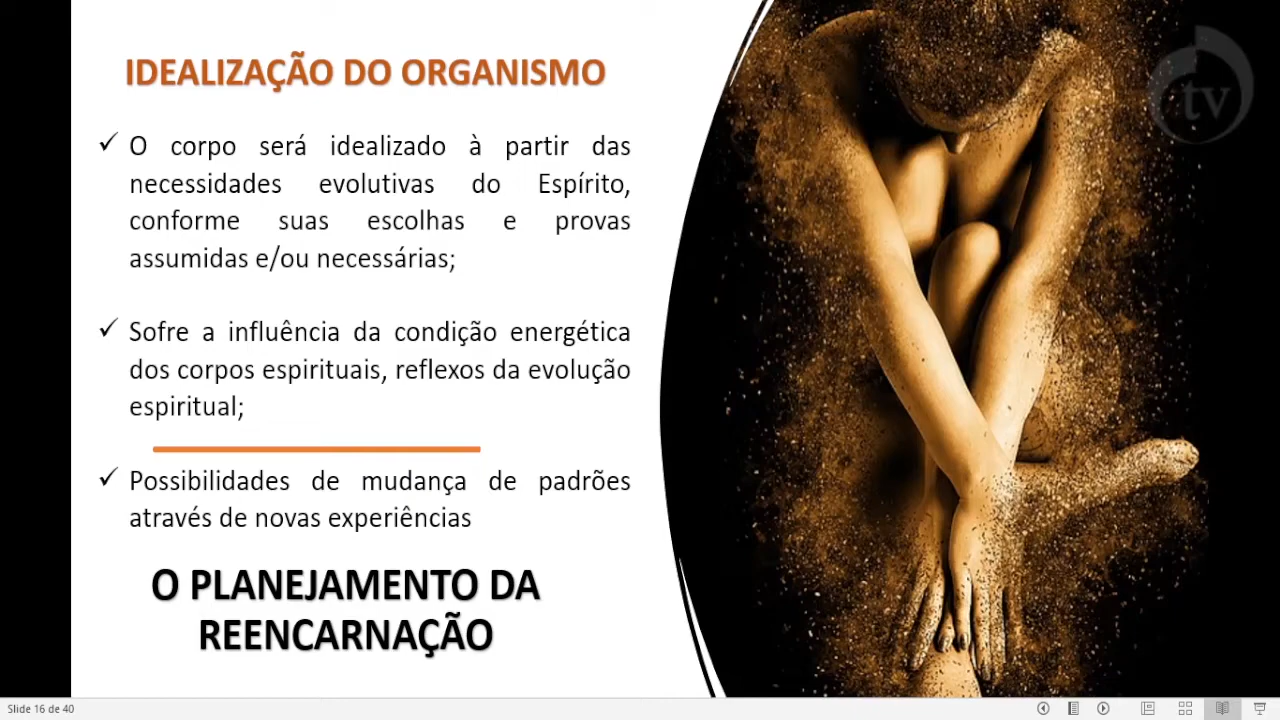 IDEALIZAÇÃO DO ORGANISMO
✓ O corpo será idealizado à partir das
necessidades evolutivas do Espírito,
conforme suas escolhas e provas
assumidas e/ou necessárias;
✓ Sofre a influência da condição energética
dos corpos espirituais, reflexos da evolução
espiritual;
✓ Possibilidades de mudança de padrões
através de novas experiências
O PLANEJAMENTO DA
REENCARNAÇÃO
tv
Slide 16 de 40